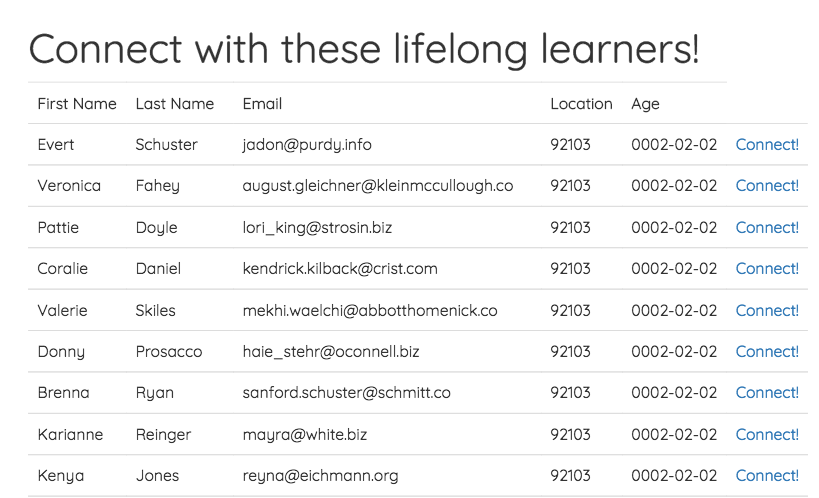 Connect with these lifelong learners!
First Name Last Name Email Location Age
Evert Schuster jadon@purdy.info 92103 0002-02-02 Connect!
Veronica Fahey august.gleichner@kleinmccullough.co 92103 0002-02-02 Connect!
Pattie Doyle lori_king@strosin.biz 92103 0002-02-02 Connect!
Coralie Daniel kendrick.kilback@crist.com 92103 0002-02-02 Connect!
Valerie Skiles mekhi.waelchi@abbotthomenick.co 92103 0002-02-02 Connect!
Donny Prosacco haie_stehr@oconnell.biz 92103 0002-02-02 Connect!
Brenna Ryan sanford.schuster@schmitt.co 92103 0002-02-02 Connect!
Karianne Reinger mayra@white.biz 92103 0002-02-02 Connect!
Kenya Jones reyna@eichmann.org 92103 0002-02-02 Connect!